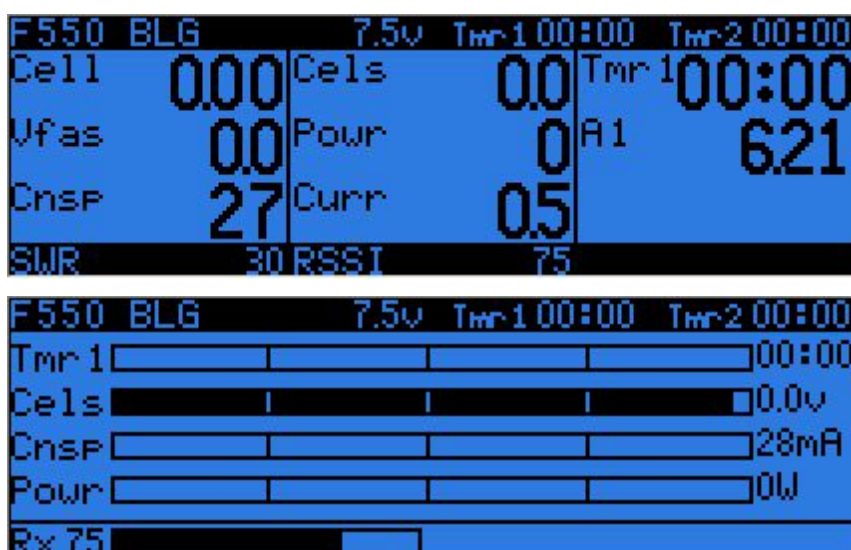 F550 BLG 7.5v Tmr1 00:00 Tmr2 00:00
Cell 0.00 Cels 0.0 Tmr1 00:00
Vfas 0.0 Powr 0 A1 6.21
Cnsp 27 Curr 0.5
SWR 30 RSSI 75
F550 BLG 7.5v Tmr1 00:00 Tmr2 00:00
Tmr1 00:00
Cels 0.0v
Cnsp 28mA
Powr 0W
Rx 75